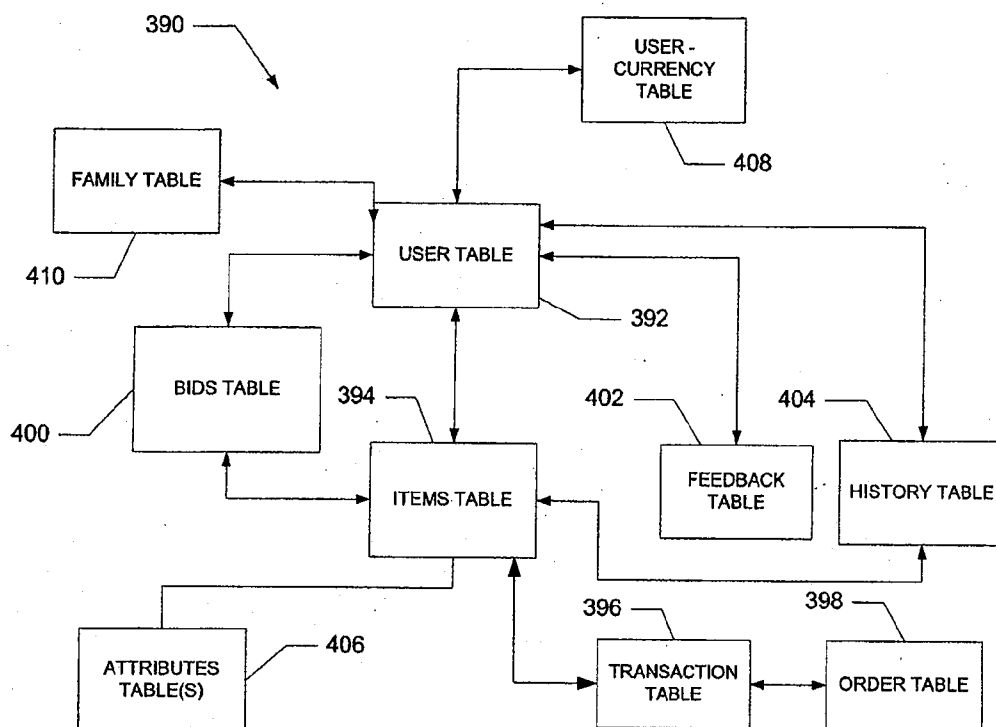 390
USER -
CURRENCY
TABLE
408
FAMILY TABLE
410
USER TABLE
392
BIDS TABLE
400
394
ITEMS TABLE
402
FEEDBACK
TABLE
404
HISTORY TABLE
ATTRIBUTES
TABLE(S)
406
396
TRANSACTION
TABLE
398
ORDER TABLE